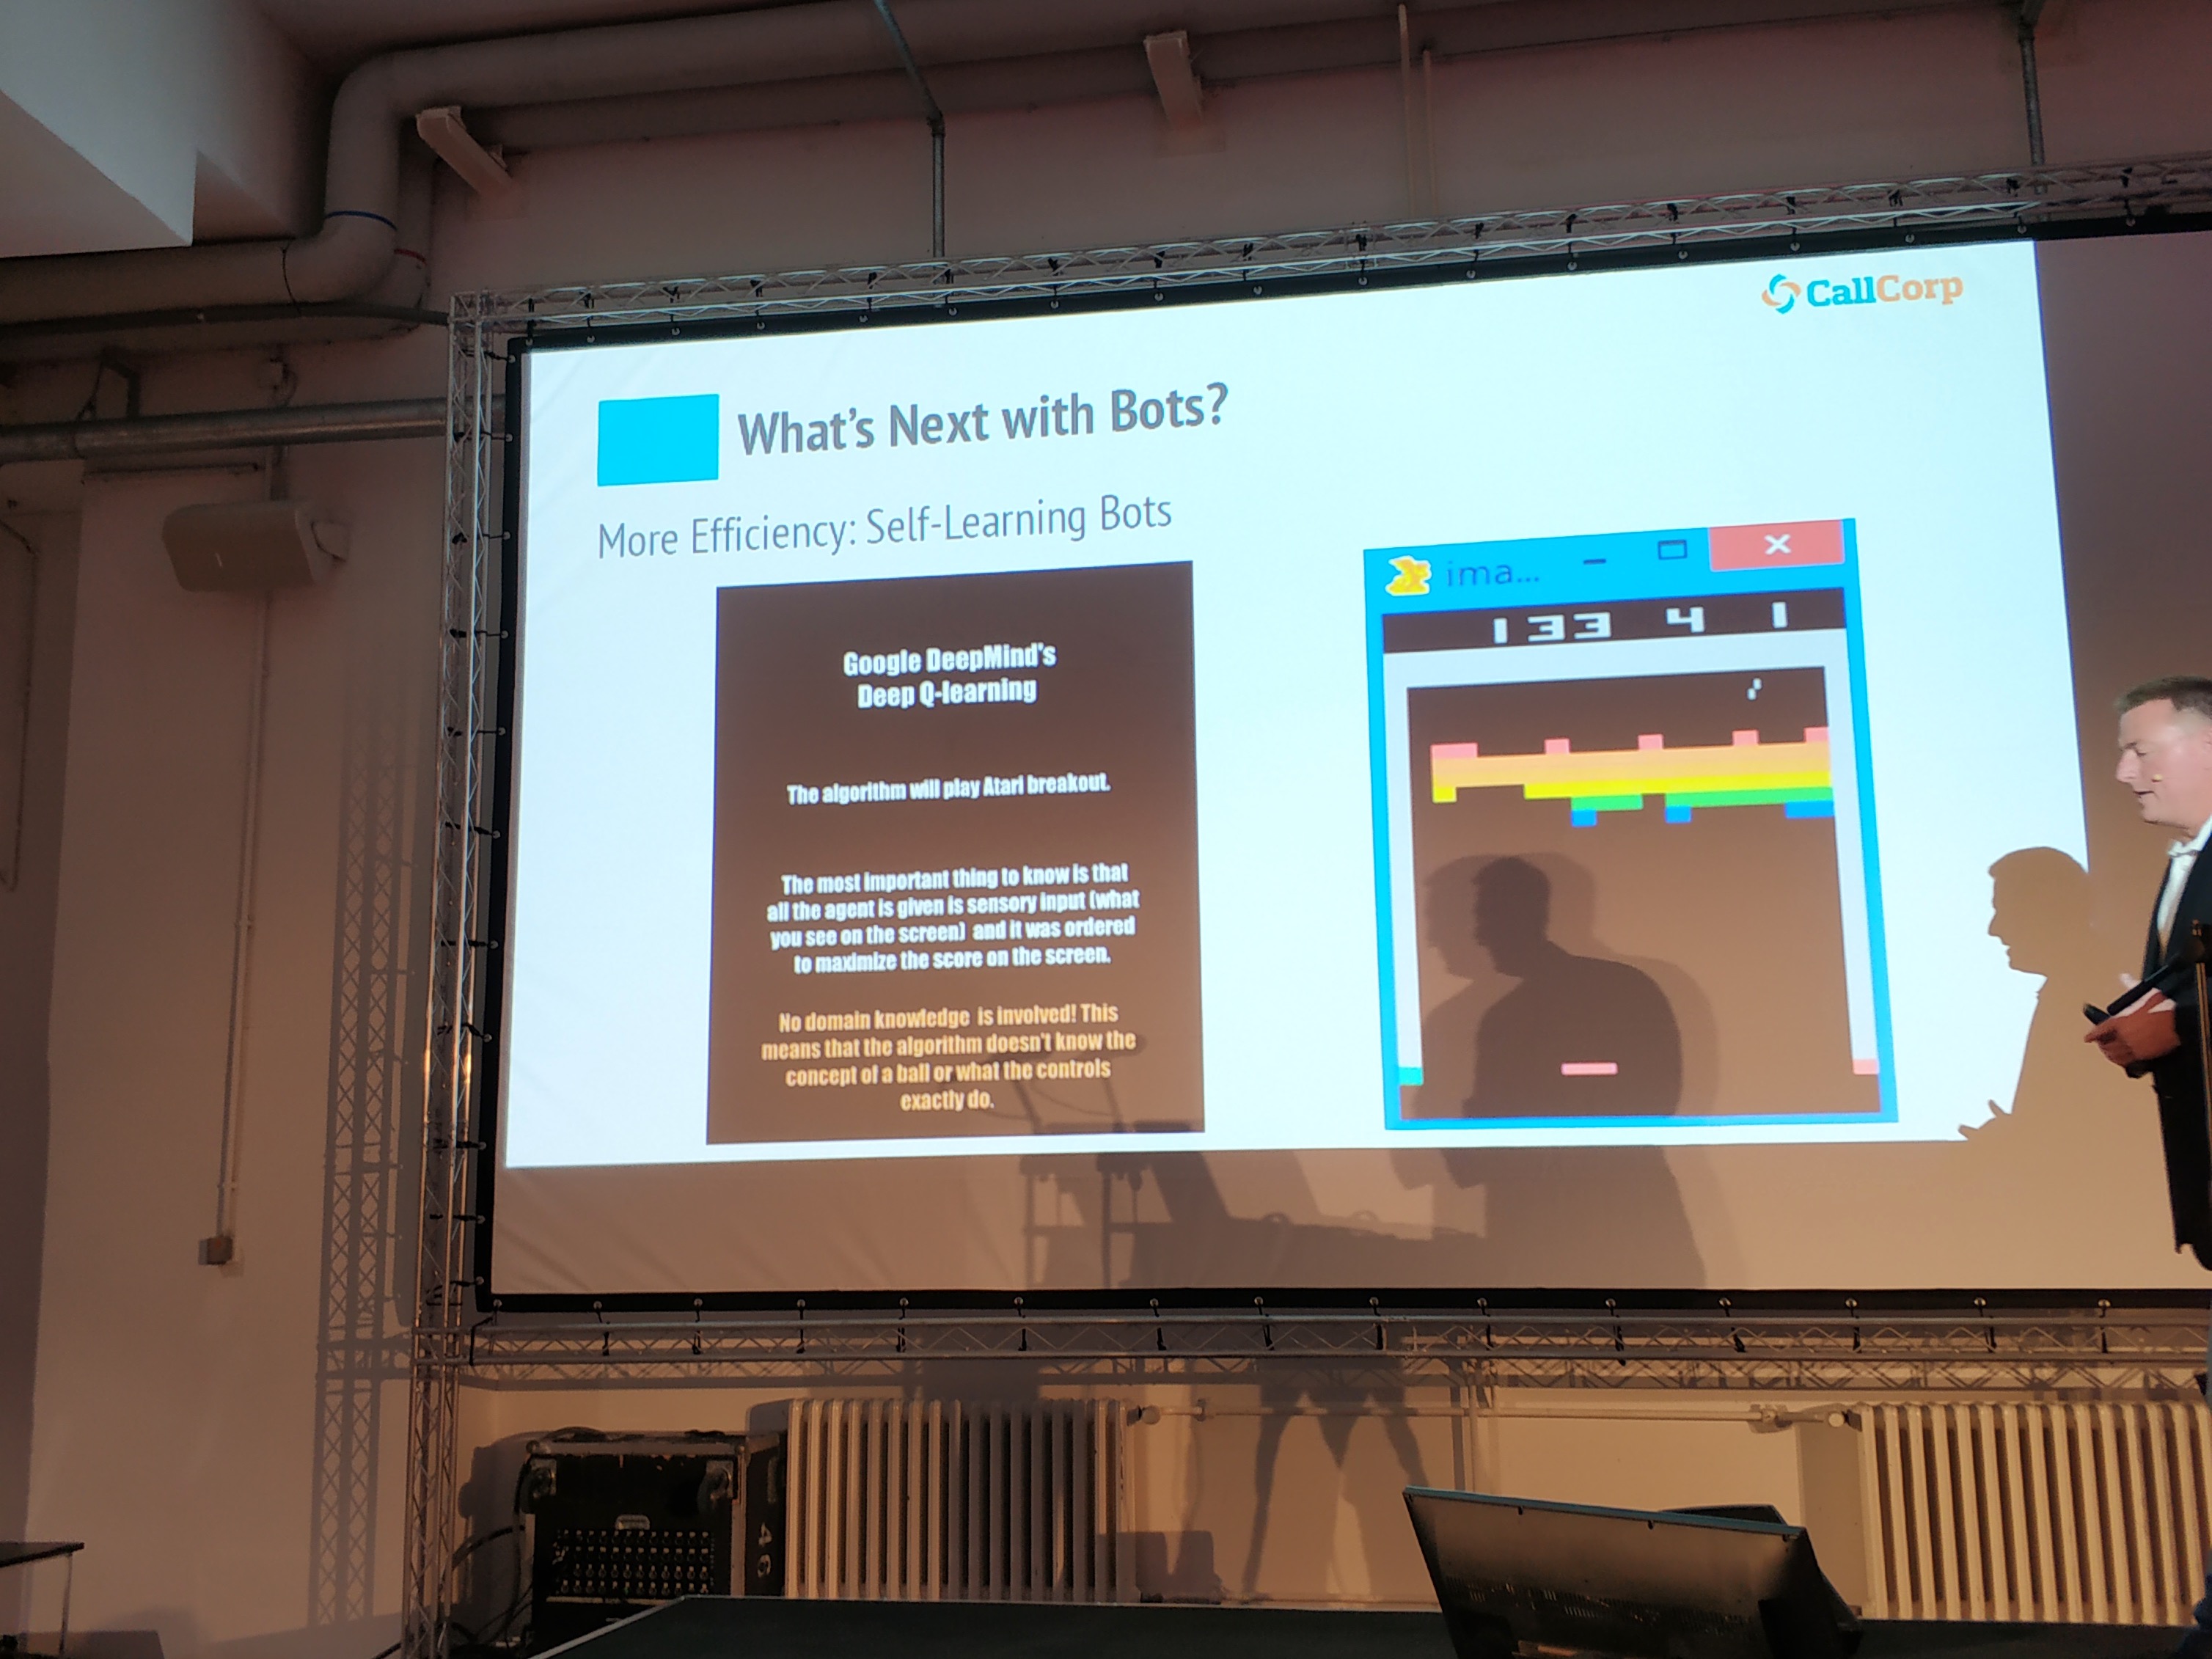 CallCorp
What's Next with Bots?
More Efficiency: Self-Learning Bots
Google DeepMind's
Deep Q-learning
The algorithm will play Atari breakout.
The most important thing to know is that
all the agent is given is sensory input (what
you see on the screen) and it was ordered
to maximize the score on the screen.
No domain knowledge is involved! This
means that the algorithm doesn't know the
concept of a ball or what the controls
exactly do.
ima...
133 4 1
49